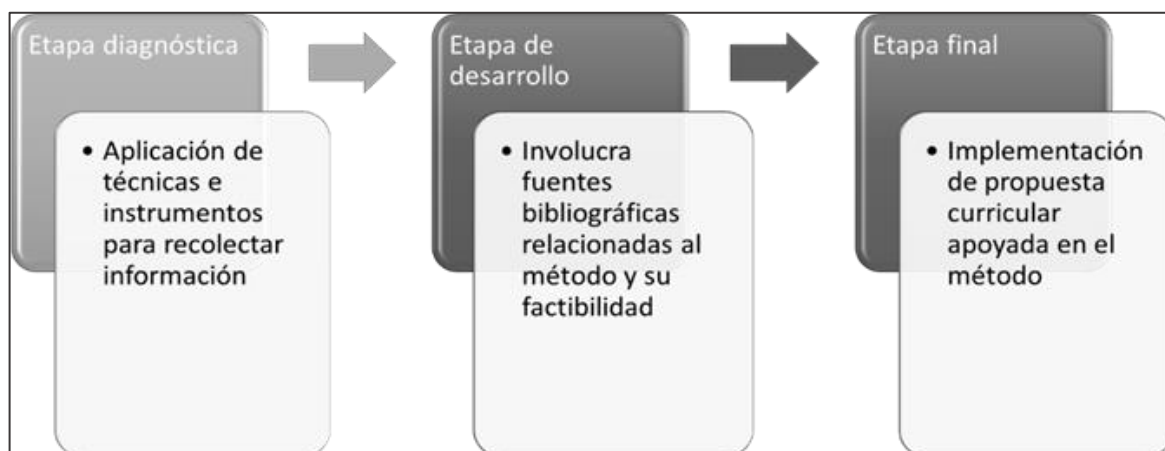 Etapa diagnóstica
• Aplicación de
técnicas e
instrumentos
para recolectar
información
Etapa de
desarrollo
• Involucra
fuentes
bibliográficas
relacionadas al
método y su
factibilidad
Etapa final
• Implementación
de propuesta
curricular
apoyada en el
método